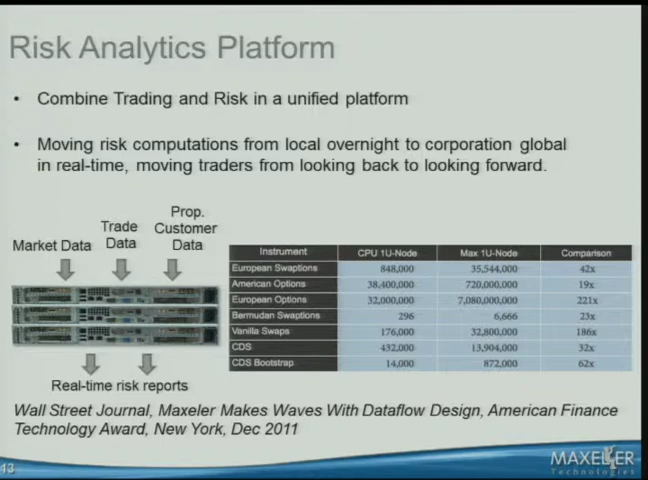 Risk Analytics Platform
• Combine Trading and Risk in a unified platform
• Moving risk computations from local overnight to corporation global
in real-time, moving traders from looking back to looking forward.
Market Data
Trade
Data
Prop.
Customer
Data
Real-time risk reports
Instrument CPU 1U-Node Max 1U-Node Comparison
European Swaptions 848,000 35,544,000 42x
American Options 38,400,000 720,000,000 19x
European Options 32,000,000 7,080,000,000 221x
Bermudan Swaptions 296 6,666 23x
Vanilla Swaps 176,000 32,800,000 186x
CDS 432,000 13,904,000 32x
CDS Bootstrap 14,000 872,000 62x
Wall Street Journal, Maxeler Makes Waves With Dataflow Design, American Finance
Technology Award, New York, Dec 2011
13
MAXELER
Technologies